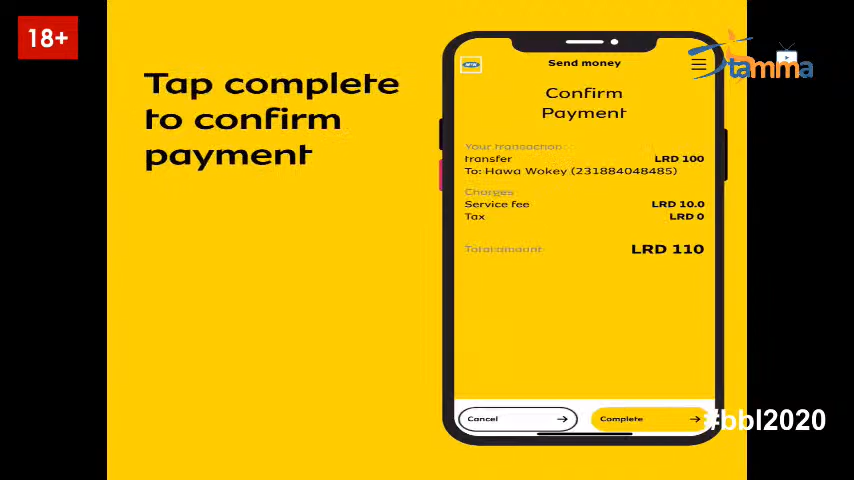 18+
Tap complete
to confirm
payment
Send money
tamma
Confirm
Payment
Your transaction
transfer LRD 100
To: Hawa Wokey (231884048485)
Charges
Service fee LRD 10.0
Tax LRD 0
Total amount LRD 110
Cancel
Complete
#bbl2020